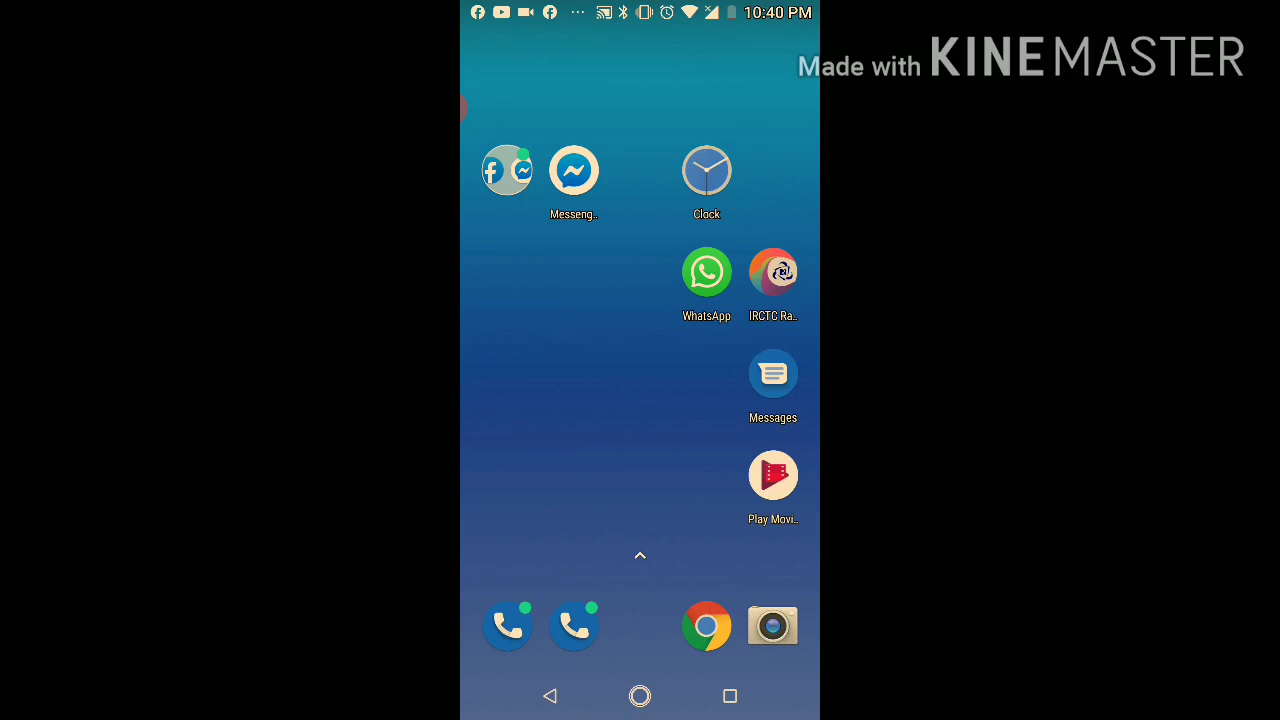 10:40 PM
Made with KINEMASTER
Messeng..
Clock
WhatsApp
IRCTC Ra..
Messages
Play Movi..